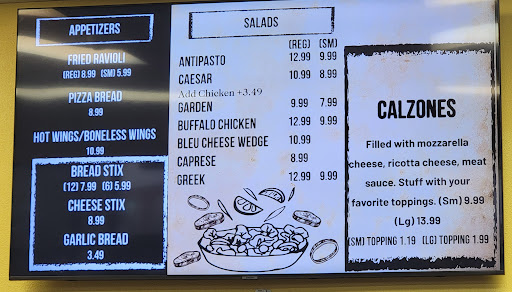 APPETIZERS
FRIED RAVIOLI
(REG) 8.99 (SM) 5.99
PIZZA BREAD
8.99
HOT WINGS/BONELESS WINGS
10.99
BREAD STIX
(12) 7.99 (6) 5.99
CHEESE STIX
8.99
GARLIC BREAD
3.49
SALADS
(REG) (SM)
ANTIPASTO 12.99 9.99
CAESAR 10.99 8.99
Add Chicken +3.49
GARDEN 9.99 7.99
BUFFALO CHICKEN 12.99 9.99
BLEU CHEESE WEDGE 10.99
CAPRESE 8.99
GREEK 12.99 9.99
CALZONES
Filled with mozzarella
cheese, ricotta cheese, meat
sauce. Stuff with your
favorite toppings. (Sm) 9.99
(Lg) 13.99
(SM) TOPPING 1.19 (LG) TOPPING 1.99